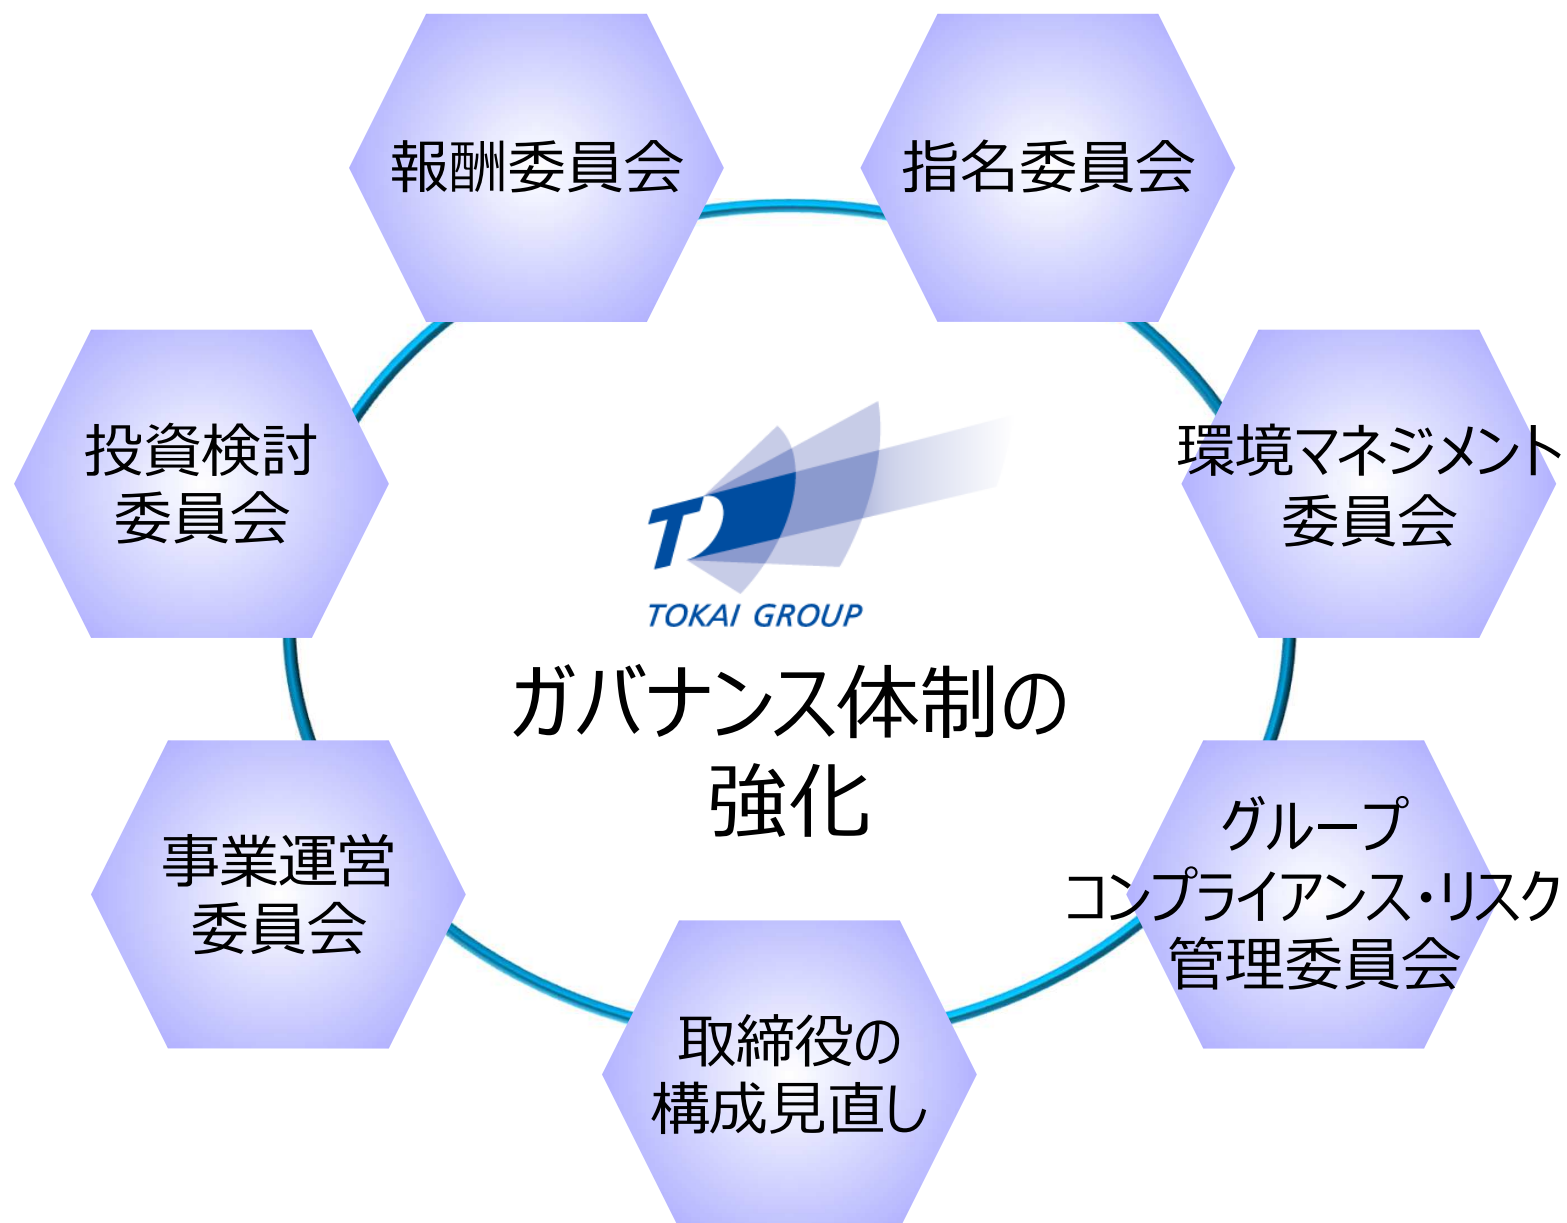 報酬委員会
指名委員会
投資検討
委員会
環境マネジメント
委員会
TOKAI GROUP
ガバナンス体制の
強化
事業運営
委員会
グループ
コンプライアンス・リスク
管理委員会
取締役の
構成見直し